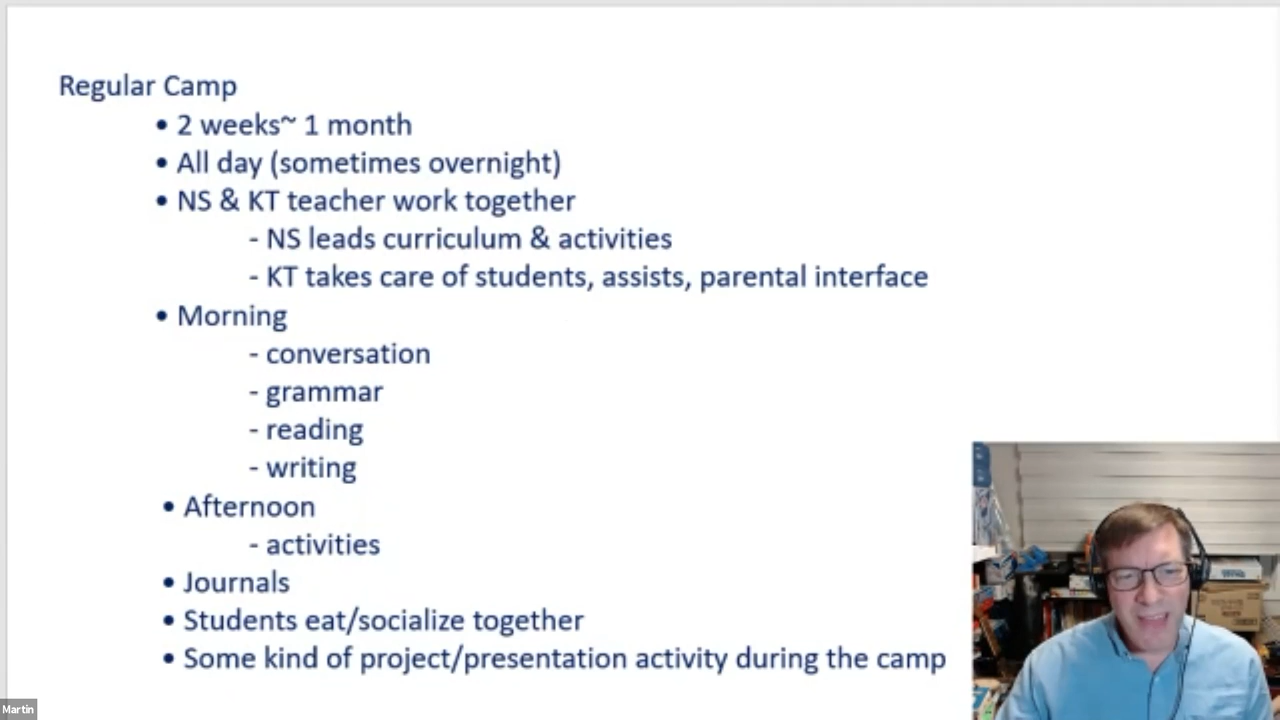 Regular Camp
• 2 weeks~ 1 month
• All day (sometimes overnight)
• NS & KT teacher work together
- NS leads curriculum & activities
- KT takes care of students, assists, parental interface
• Morning
- conversation
- grammar
- reading
- writing
• Afternoon
- activities
• Journals
• Students eat/socialize together
• Some kind of project/presentation activity during the camp
Martin